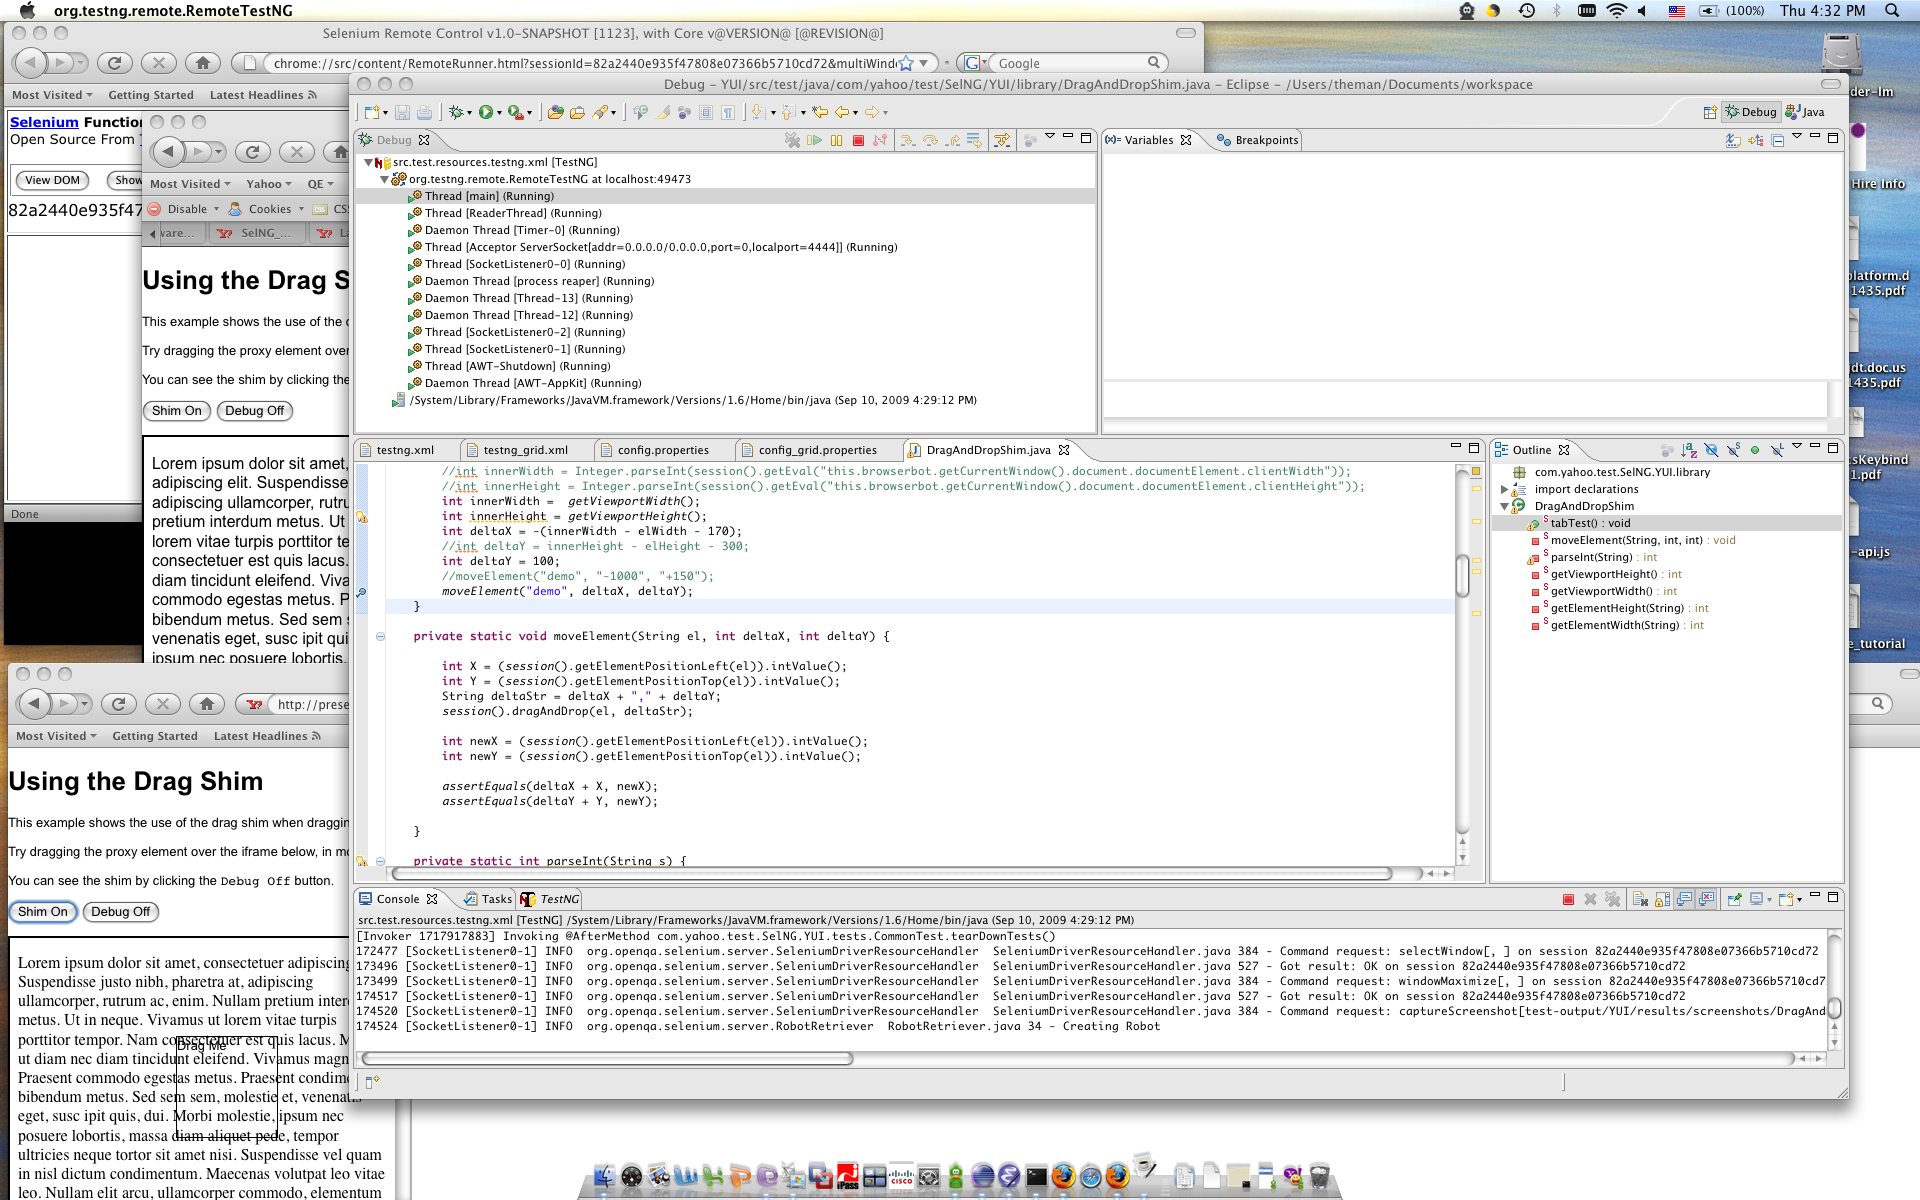 org.testng.remote.RemoteTestNG
(100%) Thu 4:32 PM
Selenium Remote Control v1.0-SNAPSHOT [1123], with Core v@VERSION@ [@REVISION@]
chrome://src/content/RemoteRunner.html?sessionId=82a2440e935f47808e07366b5710cd72&multiWind
Google
Most Visited Getting Started Latest Headlines
Selenium Functio
Open Source From
View DOM Show
82a2440e935f47
Done
Most Visited Yahoo QE
Disable Cookies CSS
ware... SelNG_...
Using the Drag S
This example shows the use of the
Try dragging the proxy element over
You can see the shim by clicking the
Shim On Debug Off
Lorem ipsum dolor sit amet,
adipiscing elit. Suspendisse
adipiscing ullamcorper, rutru
pretium interdum metus. Ut
lorem vitae turpis porttitor te
consectetuer est quis lacus.
diam tincidunt eleifend. Viva
commodo egestas metus. P
bibendum metus. Sed sem s
venenatis eget, susc ipit qui
ipsum nec posuere lobortis.
Debug - YUI/src/test/java/com/yahoo/test/SelNG/YUI/library/DragAndDropShim.java - Eclipse - /Users/theman/Documents/workspace
Debug Java
Debug
src.test.resources.testng.xml [TestNG]
org.testng.remote.RemoteTestNG at localhost:49473
Thread [main] (Running)
Thread [ReaderThread] (Running)
Daemon Thread [Timer-0] (Running)
Thread [Acceptor ServerSocket[addr=0.0.0.0/0.0.0.0,port=0,localport=4444]] (Running)
Thread [SocketListener0-0] (Running)
Daemon Thread [process reaper] (Running)
Daemon Thread [Thread-13] (Running)
Daemon Thread [Thread-12] (Running)
Thread [SocketListener0-2] (Running)
Thread [SocketListener0-1] (Running)
Thread [AWT-Shutdown] (Running)
Daemon Thread [AWT-AppKit] (Running)
/System/Library/Frameworks/JavaVM.framework/Versions/1.6/Home/bin/java (Sep 10, 2009 4:29:12 PM)
(x)= Variables Breakpoints
testng.xml testng_grid.xml config.properties config_grid.properties DragAndDropShim.java
//int innerWidth = Integer.parseInt(session().getEval("this.browserbot.getCurrentWindow().document.documentElement.clientWidth"));
//int innerHeight = Integer.parseInt(session().getEval("this.browserbot.getCurrentWindow().document.documentElement.clientHeight"));
int innerWidth = getViewportWidth();
int innerHeight = getViewportHeight();
int deltaX = -(innerWidth - elWidth - 170);
//int deltaY = innerHeight - elHeight - 300;
int deltaY = 100;
//moveElement("demo", "-1000", "+150");
moveElement("demo", deltaX, deltaY);
}
private static void moveElement(String el, int deltaX, int deltaY) {
int X = (session().getElementPositionLeft(el)).intValue();
int Y = (session().getElementPositionTop(el)).intValue();
String deltaStr = deltaX + "," + deltaY;
session().dragAndDrop(el, deltaStr);
int newX = (session().getElementPositionLeft(el)).intValue();
int newY = (session().getElementPositionTop(el)).intValue();
assertEquals(deltaX + X, newX);
assertEquals(deltaY + Y, newY);
}
private static int parseInt(String s) {
Outline
com.yahoo.test.SelNG.YUI.library
import declarations
DragAndDropShim
tabTest() : void
moveElement(String, int, int) : void
parseInt(String) : int
getViewportHeight() : int
getViewportWidth() : int
getElementHeight(String) : int
getElementWidth(String) : int
Console Tasks TestNG
src.test.resources.testng.xml [TestNG] /System/Library/Frameworks/JavaVM.framework/Versions/1.6/Home/bin/java (Sep 10, 2009 4:29:12 PM)
[Invoker 1717917883] Invoking @AfterMethod com.yahoo.test.SelNG.YUI.tests.CommonTest.tearDownTests()
172477 [SocketListener0-1] INFO org.openqa.selenium.server.SeleniumDriverResourceHandler SeleniumDriverResourceHandler.java 384 - Command request: selectWindow[, ] on session 82a2440e935f47808e07366b5710cd72
173496 [SocketListener0-1] INFO org.openqa.selenium.server.SeleniumDriverResourceHandler SeleniumDriverResourceHandler.java 527 - Got result: OK on session 82a2440e935f47808e07366b5710cd72
173499 [SocketListener0-1] INFO org.openqa.selenium.server.SeleniumDriverResourceHandler SeleniumDriverResourceHandler.java 384 - Command request: windowMaximize[, ] on session 82a2440e935f47808e07366b5710cd7
174517 [SocketListener0-1] INFO org.openqa.selenium.server.SeleniumDriverResourceHandler SeleniumDriverResourceHandler.java 527 - Got result: OK on session 82a2440e935f47808e07366b5710cd72
174520 [SocketListener0-1] INFO org.openqa.selenium.server.SeleniumDriverResourceHandler SeleniumDriverResourceHandler.java 384 - Command request: captureScreenshot[test-output/YUI/results/screenshots/DragAnd
174524 [SocketListener0-1] INFO org.openqa.selenium.server.RobotRetriever RobotRetriever.java 34 - Creating Robot
http://prese
Most Visited Getting Started Latest Headlines
Using the Drag Shim
This example shows the use of the drag shim when draggin
Try dragging the proxy element over the iframe below, in mo
You can see the shim by clicking the Debug Off button.
Shim On Debug Off
Lorem ipsum dolor sit amet, consectetuer adipiscing
Suspendisse justo nibh, pharetra at, adipiscing
ullamcorper, rutrum ac, enim. Nullam pretium inter
metus. Ut in neque. Vivamus ut lorem vitae turpis
porttitor tempor. Nam consectetuer est quis lacus. M
Drag Me
ut diam nec diam tincidunt eleifend. Vivamus magn
Praesent commodo egestas metus. Praesent condime
bibendum metus. Sed sem sem, molestie et, venenatis
eget, susc ipit quis, dui. Morbi molestie, ipsum nec
posuere lobortis, massa diam aliquet pede, tempor
ultricies neque tortor sit amet nisi. Suspendisse vel quam
in nisl dictum condimentum. Maecenas volutpat leo vitae
leo. Nullam elit arcu, ullamcorper commodo, elementum
der-lm
Hire Info
platform.d
1435.pdf
jdt.doc.us
1435.pdf
tsKeybind
1.pdf
-api.js
e_tutorial
iPass
CISCO